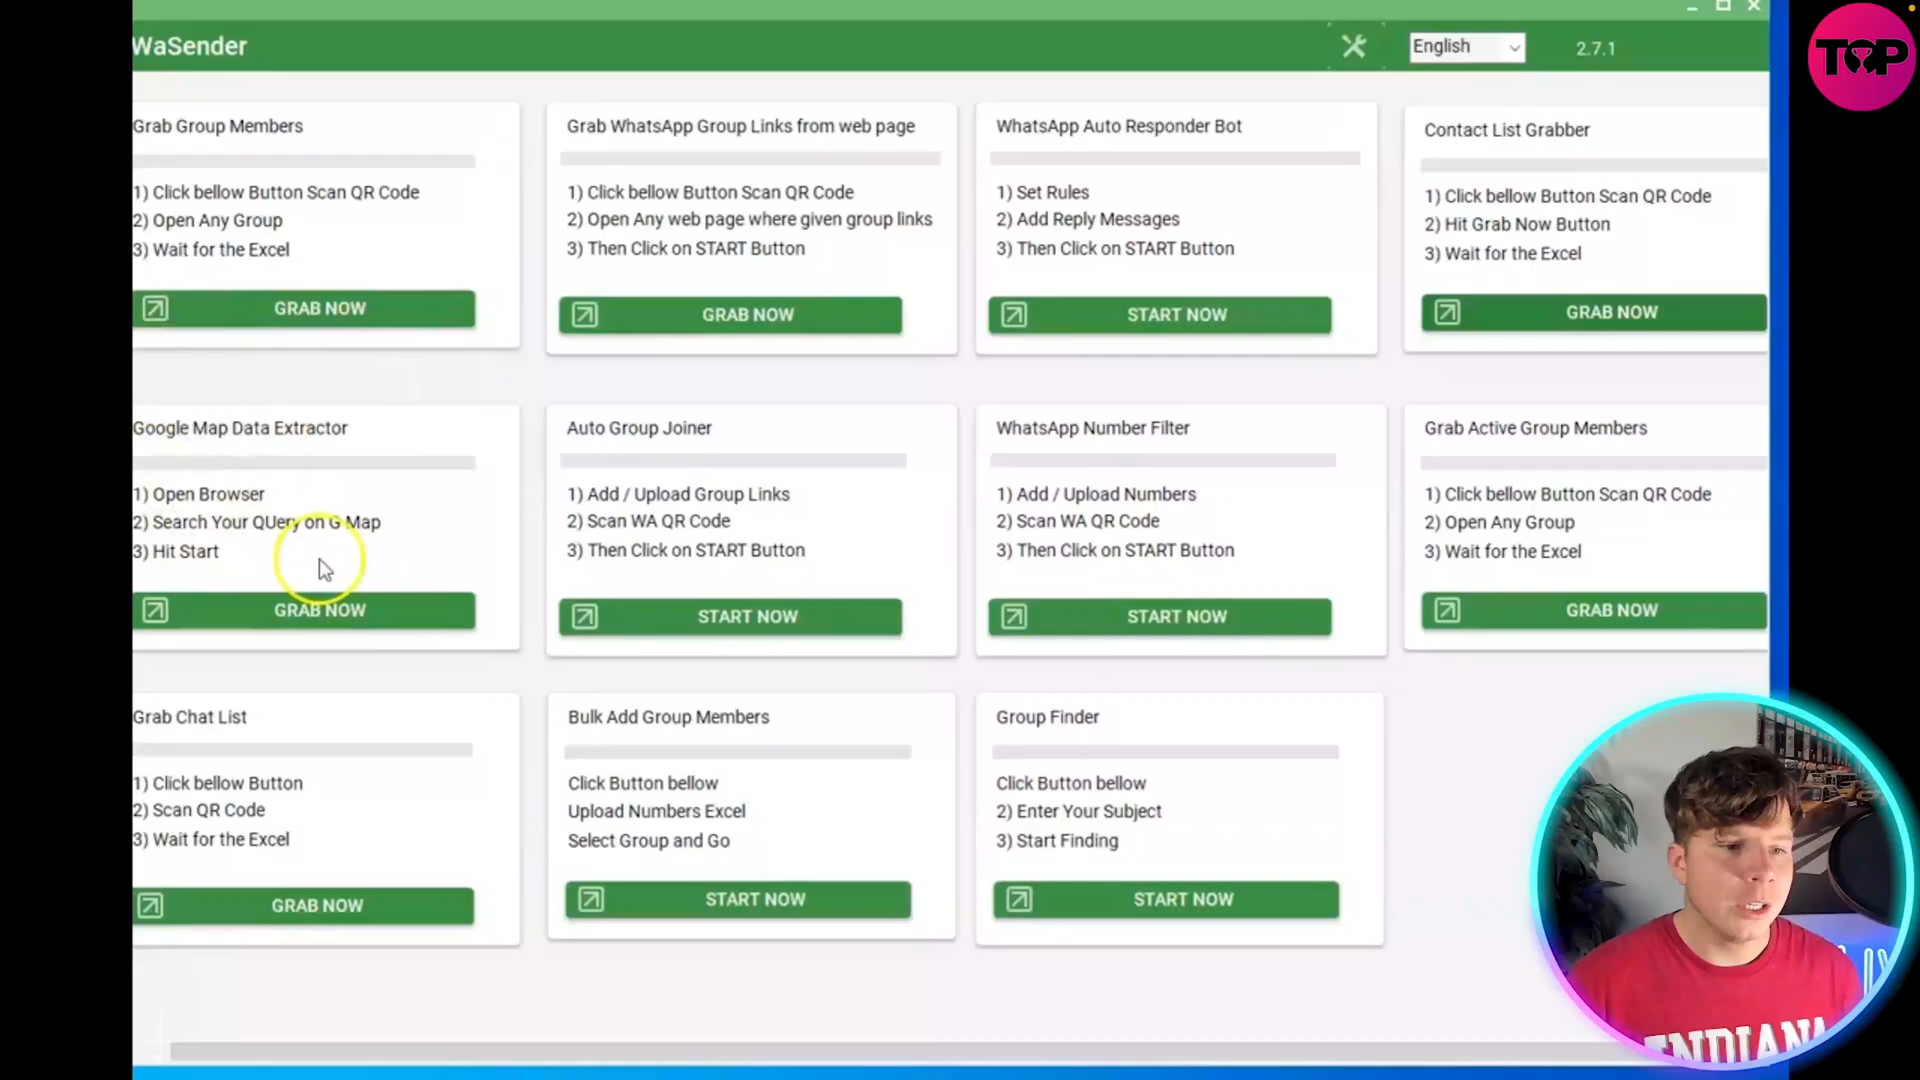 WaSender
English
2.7.1
TOP
Grab Group Members
1) Click bellow Button Scan QR Code
2) Open Any Group
3) Wait for the Excel
GRAB NOW
Grab WhatsApp Group Links from web page
1) Click bellow Button Scan QR Code
2) Open Any web page where given group links
3) Then Click on START Button
GRAB NOW
WhatsApp Auto Responder Bot
1) Set Rules
2) Add Reply Messages
3) Then Click on START Button
START NOW
Contact List Grabber
1) Click bellow Button Scan QR Code
2) Hit Grab Now Button
3) Wait for the Excel
GRAB NOW
Google Map Data Extractor
1) Open Browser
2) Search Your QUery on G Map
3) Hit Start
GRAB NOW
Auto Group Joiner
1) Add / Upload Group Links
2) Scan WA QR Code
3) Then Click on START Button
START NOW
WhatsApp Number Filter
1) Add / Upload Numbers
2) Scan WA QR Code
3) Then Click on START Button
START NOW
Grab Active Group Members
1) Click bellow Button Scan QR Code
2) Open Any Group
3) Wait for the Excel
GRAB NOW
Grab Chat List
1) Click bellow Button
2) Scan QR Code
3) Wait for the Excel
GRAB NOW
Bulk Add Group Members
Click Button bellow
Upload Numbers Excel
Select Group and Go
START NOW
Group Finder
Click Button bellow
2) Enter Your Subject
3) Start Finding
START NOW
INDIANA